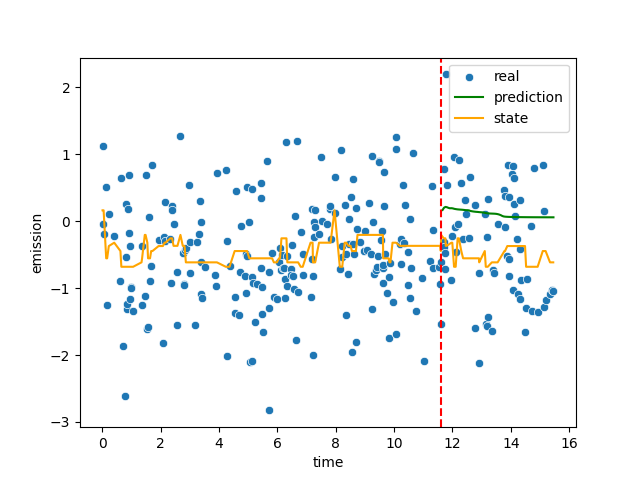 real
prediction
state
2
1
0
−1
−2
−3
emission
0 2 4 6 8 10 12 14 16
time